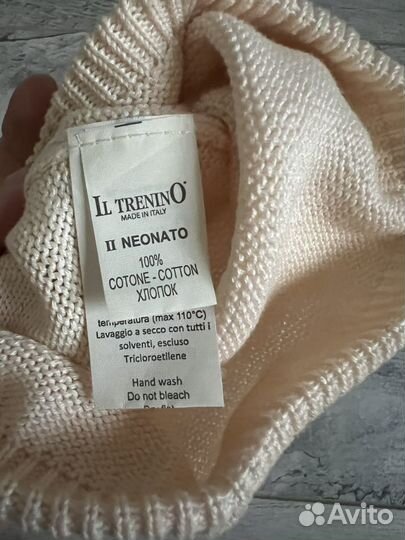 IL TRENINO
MADE IN ITALY
II NEONATO
100%
COTONE - COTTON
ХЛОПОК
temperatura (max 110°C)
Lavaggio a secco con tutti i
solventi, escluso
Tricloroetilene
Hand wash
Do not bleach
Avito